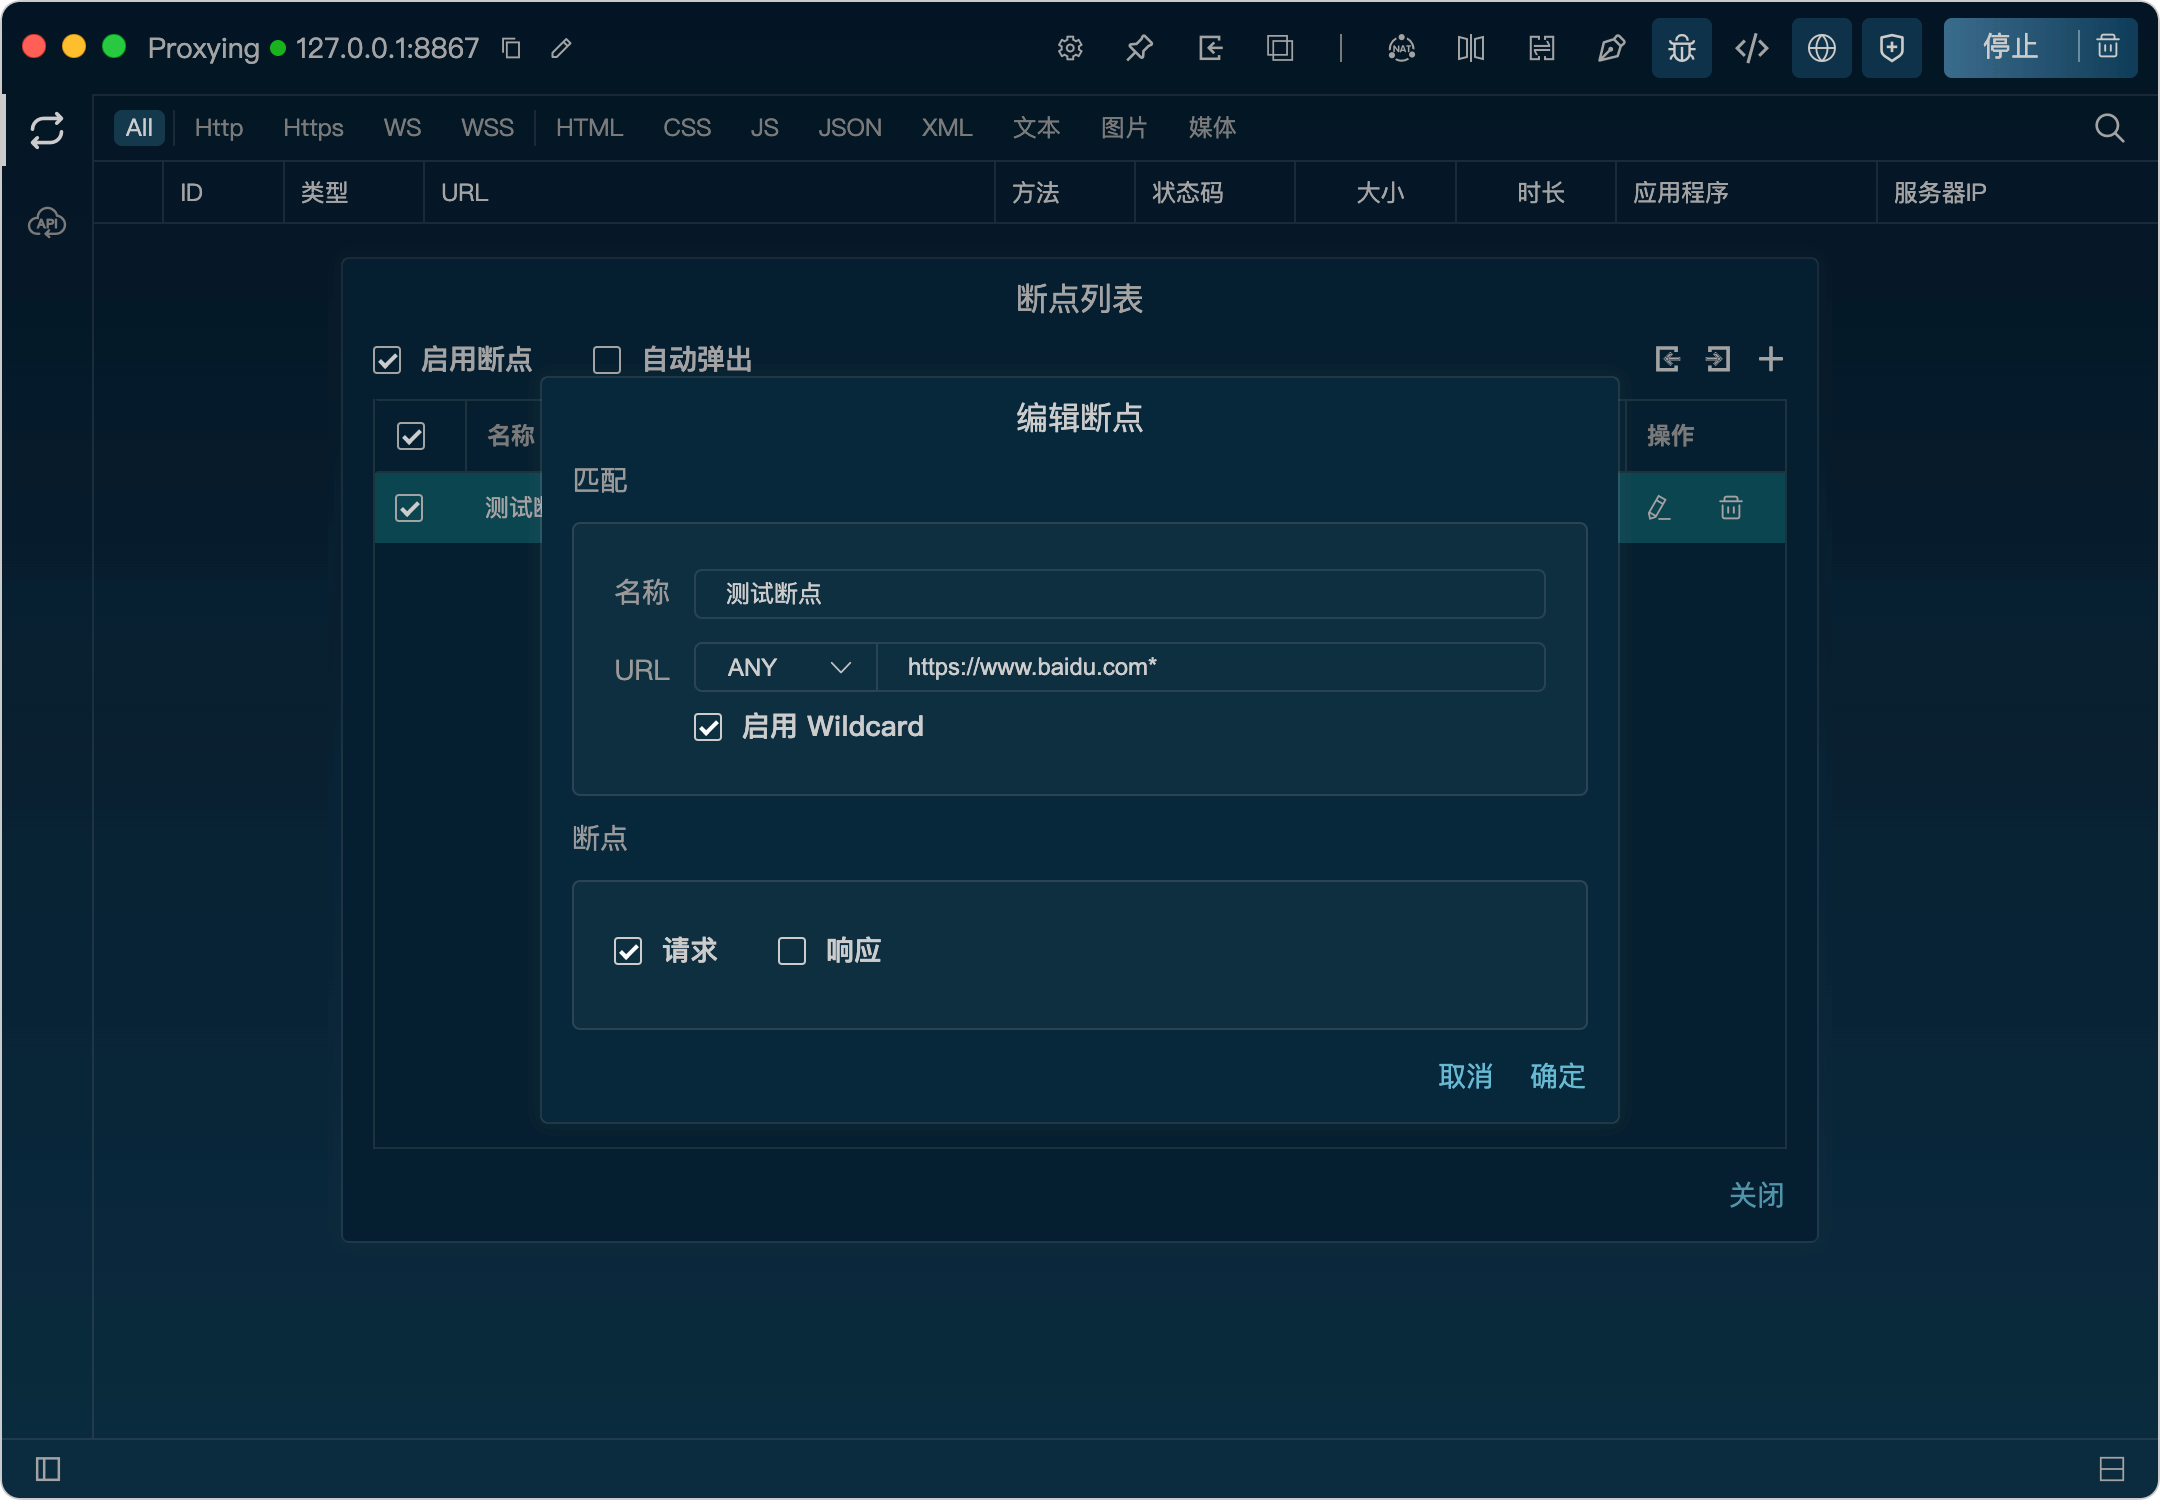 Proxying 127.0.0.1:8867 NAT 停止
All Http Https WS WSS HTML CSS JS JSON XML 文本 图片 媒体
ID 类型 URL 方法 状态码 大小 时长 应用程序 服务器IP
API
断点列表
启用断点 自动弹出
编辑断点
名称 操作
匹配
测试
名称 测试断点
URL ANY https://www.baidu.com*
启用 Wildcard
断点
请求 响应
取消 确定
关闭